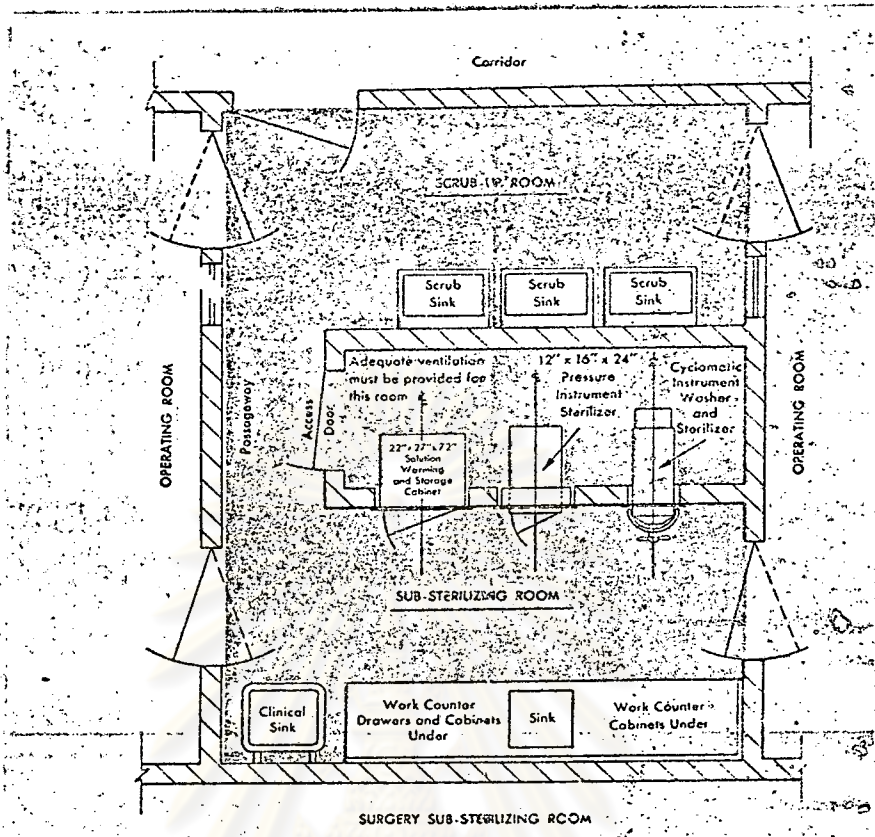 Corridor
SCRUB-UP ROOM
Scrub
Sink
Scrub
Sink
Scrub
Sink
OPERATING ROOM
Passageway
Access
Door
Adequate ventilation
must be provided for
this room
12" x 16" x 24"
Pressure
Instrument
Sterilizer
Cyclomatic
Instrument
Washer
and
Sterilizer
OPERATING ROOM
22" x 27" x 72"
Solution
Warming
and Storage
Cabinet
SUB-STERILIZING ROOM
Clinical
Sink
Work Counter
Drawers and Cabinets
Under
Sink
Work Counter
Cabinets Under
SURGERY SUB-STERILIZING ROOM